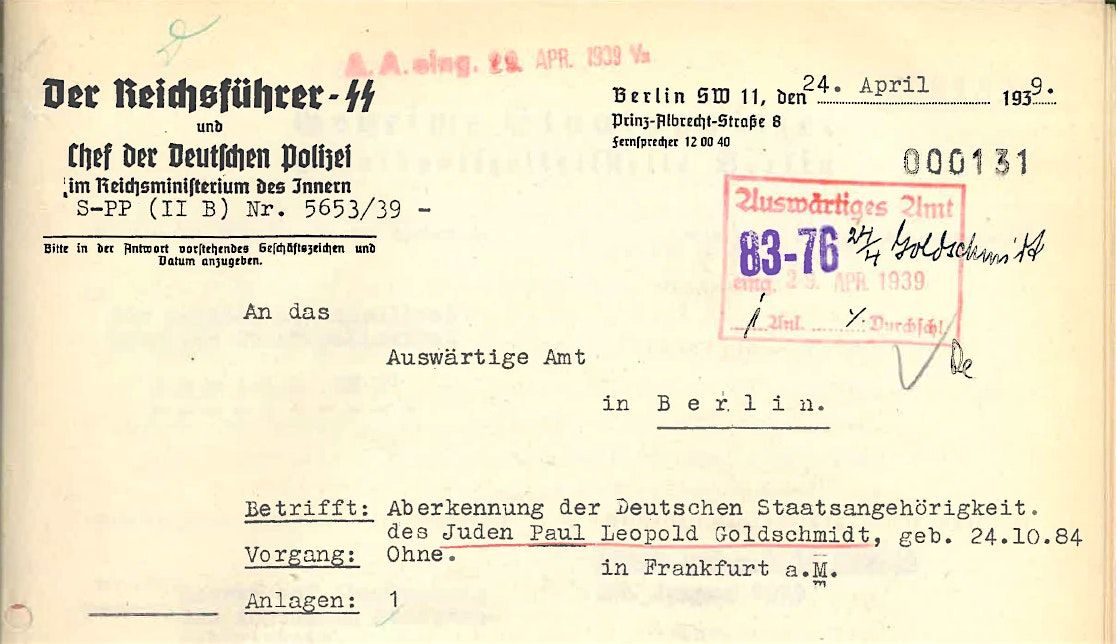 A.A. eing. 29. APR. 1939
Der Reichsführer-SS
und
Chef der Deutschen Polizei
im Reichsministerium des Innern
S-PP (II B) Nr. 5653/39 -
Bitte in der Antwort vorstehendes Geschäftszeichen und
Datum anzugeben.
Berlin SW 11, den 24. April 1939.
Prinz-Albrecht-Straße 8
Fernsprecher 12 00 40
000131
Auswärtiges Amt
83-76 24/4 Goldschmidt
eing. 29. APR. 1939
1 Anl. Durchschl.
De
An das
Auswärtige Amt
in Berlin.
Betrifft: Aberkennung der Deutschen Staatsangehörigkeit.
des Juden Paul Leopold Goldschmidt, geb. 24.10.84
Vorgang: Ohne.
in Frankfurt a.M.
Anlagen: 1